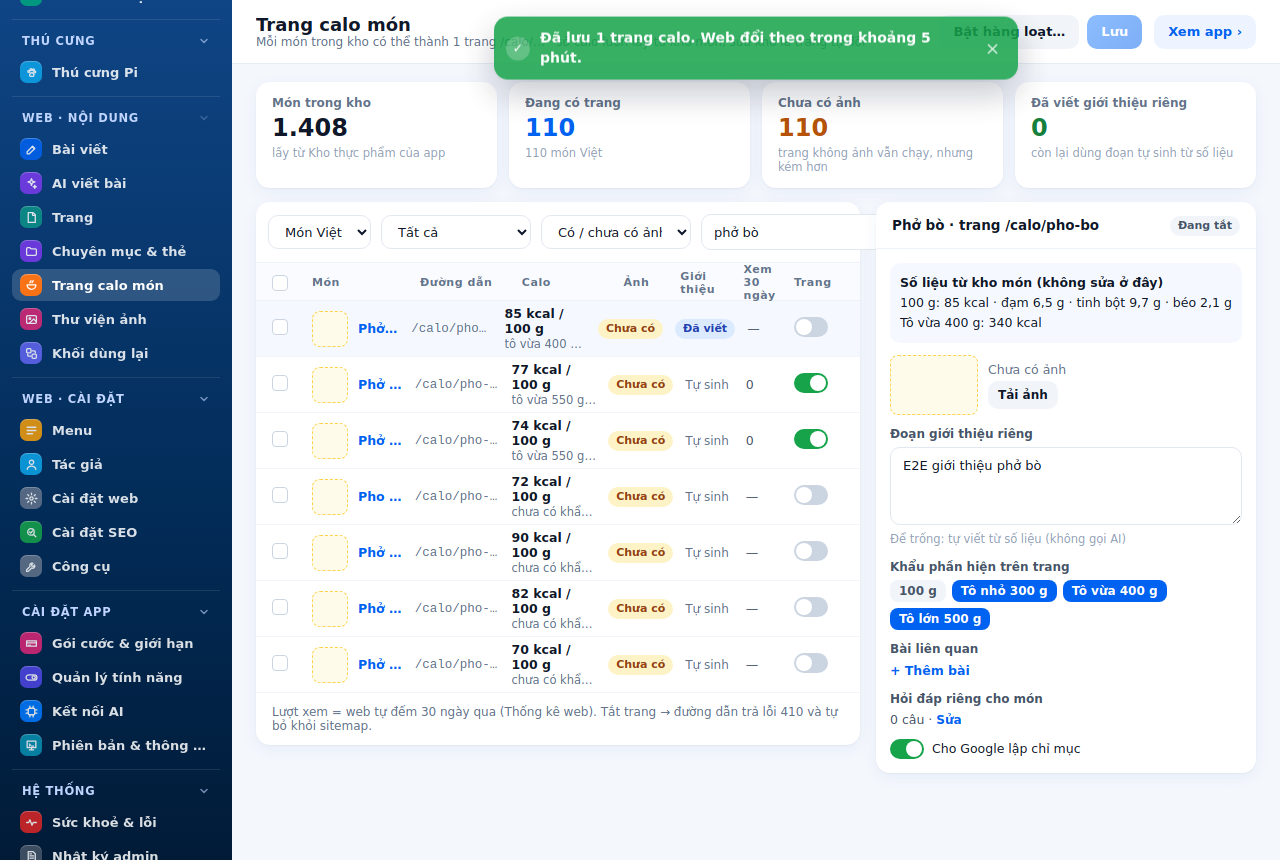 THÚ CƯNG
Thú cưng Pi
WEB · NỘI DUNG
Bài viết
AI viết bài
Trang
Chuyên mục & thẻ
Trang calo món
Thư viện ảnh
Khối dùng lại
WEB · CÀI ĐẶT
Menu
Tác giả
Cài đặt web
Cài đặt SEO
Công cụ
CÀI ĐẶT APP
Gói cước & giới hạn
Quản lý tính năng
Kết nối AI
Phiên bản & thông ...
HỆ THỐNG
Sức khoẻ & lỗi
Nhật ký admin
Trang calo món
Mỗi món trong kho có thể thành 1 trang
Đã lưu 1 trang calo. Web đổi theo trong khoảng 5
phút.
Bật hàng loạt...
Lưu
Xem app ›
Món trong kho
1.408
lấy từ Kho thực phẩm của app
Đang có trang
110
110 món Việt
Chưa có ảnh
110
trang không ảnh vẫn chạy, nhưng
kém hơn
Đã viết giới thiệu riêng
0
còn lại dùng đoạn tự sinh từ số liệu
Món Việt
Tất cả
Có / chưa có ảnh
phở bò
Món
Đường dẫn
Calo
Ảnh
Giới
thiệu
Xem
30
ngày
Trang
Phở...
/calo/pho…
85 kcal /
100 g
tô vừa 400 ...
Chưa có
Đã viết
—
Phở ...
/calo/pho-…
77 kcal /
100 g
tô vừa 550 g...
Chưa có
Tự sinh
0
Phở ...
/calo/pho-…
74 kcal /
100 g
tô vừa 550 g...
Chưa có
Tự sinh
0
Pho ...
/calo/pho-…
72 kcal /
100 g
chưa có khẩ...
Chưa có
Tự sinh
—
Phở ...
/calo/pho-…
90 kcal /
100 g
chưa có khẩ...
Chưa có
Tự sinh
—
Phở ...
/calo/pho-…
82 kcal /
100 g
chưa có khẩ...
Chưa có
Tự sinh
—
Phở ...
/calo/pho-…
70 kcal /
100 g
chưa có khẩ...
Chưa có
Tự sinh
—
Lượt xem = web tự đếm 30 ngày qua (Thống kê web). Tắt trang → đường dẫn trả lỗi 410 và tự
bỏ khỏi sitemap.
Phở bò · trang /calo/pho-bo
Đang tắt
Số liệu từ kho món (không sửa ở đây)
100 g: 85 kcal · đạm 6,5 g · tinh bột 9,7 g · béo 2,1 g
Tô vừa 400 g: 340 kcal
Chưa có ảnh
Tải ảnh
Đoạn giới thiệu riêng
E2E giới thiệu phở bò
Để trống: tự viết từ số liệu (không gọi AI)
Khẩu phần hiện trên trang
100 g
Tô nhỏ 300 g
Tô vừa 400 g
Tô lớn 500 g
Bài liên quan
+ Thêm bài
Hỏi đáp riêng cho món
0 câu · Sửa
Cho Google lập chỉ mục